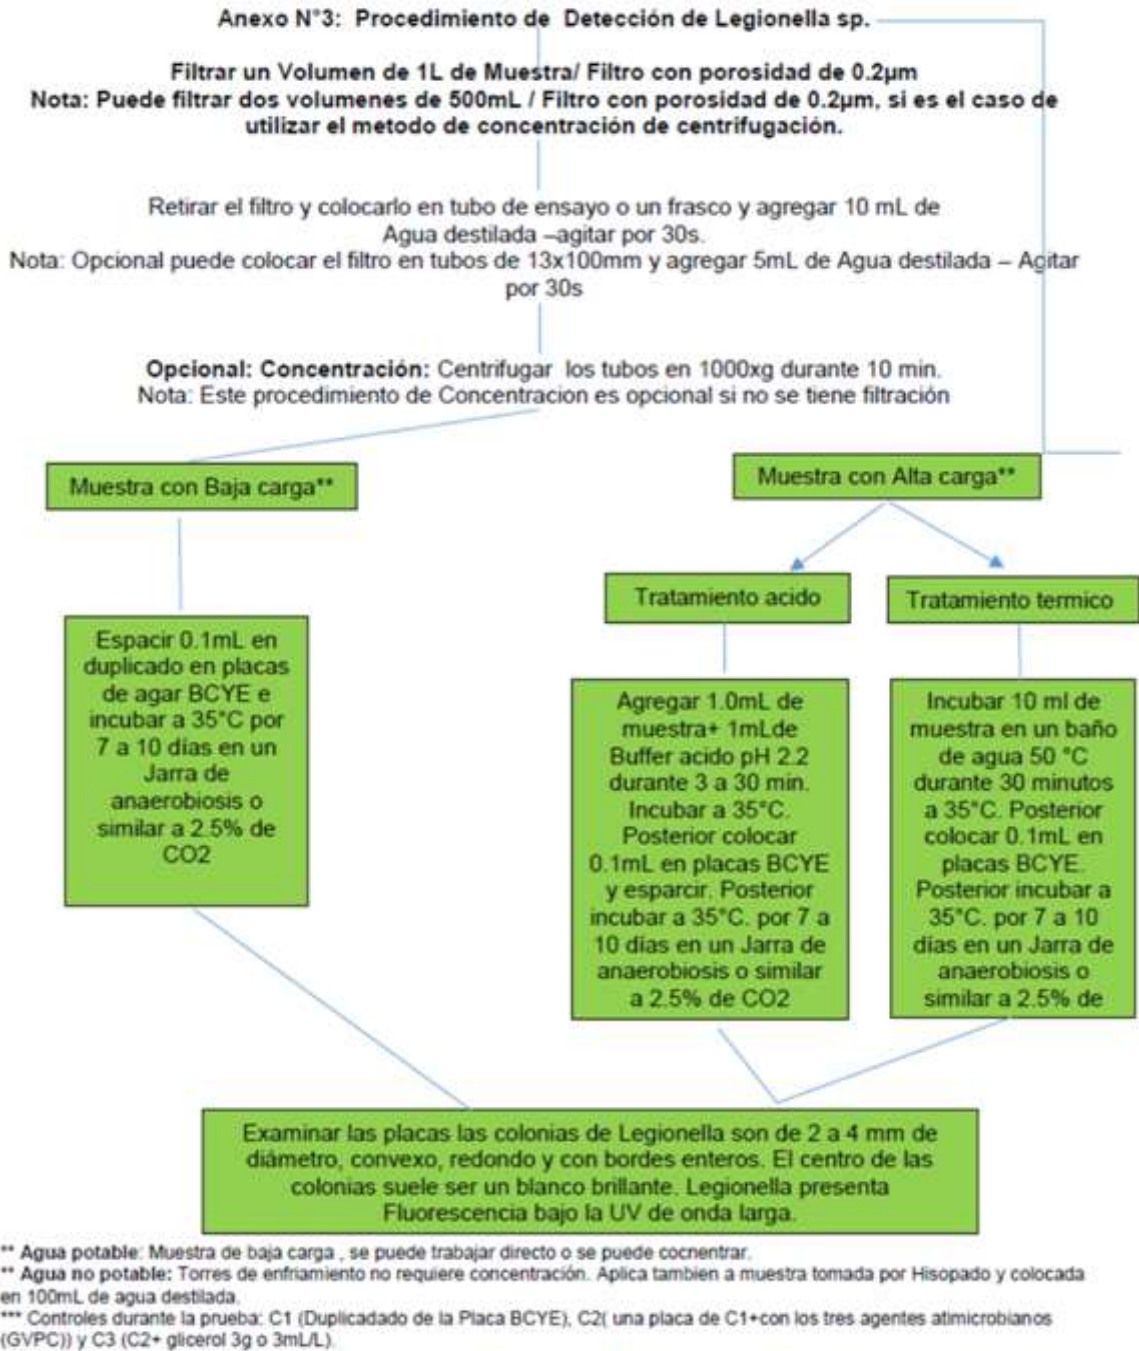 Anexo N°3: Procedimiento de Detección de Legionella sp.
Filtrar un Volumen de 1L de Muestra/ Filtro con porosidad de 0.2µm
Nota: Puede filtrar dos volumenes de 500mL / Filtro con porosidad de 0.2µm, si es el caso de
utilizar el metodo de concentración de centrifugación.
Retirar el filtro y colocarlo en tubo de ensayo o un frasco y agregar 10 mL de
Agua destilada –agitar por 30s.
Nota: Opcional puede colocar el filtro en tubos de 13x100mm y agregar 5mL de Agua destilada – Agitar
por 30s
Opcional: Concentración: Centrifugar los tubos en 1000xg durante 10 min.
Nota: Este procedimiento de Concentracion es opcional si no se tiene filtración
Muestra con Baja carga**
Espacir 0.1mL en
duplicado en placas
de agar BCYE e
incubar a 35°C por
7 a 10 días en un
Jarra de
anaerobiosis o
similar a 2.5% de
CO2
Muestra con Alta carga**
Tratamiento acido
Agregar 1.0mL de
muestra+ 1mLde
Buffer acido pH 2.2
durante 3 a 30 min.
Incubar a 35°C.
Posterior colocar
0.1mL en placas BCYE
y esparcir. Posterior
incubar a 35°C. por 7 a
10 días en un Jarra de
anaerobiosis o similar
a 2.5% de CO2
Tratamiento termico
Incubar 10 ml de
muestra en un baño
de agua 50 °C
durante 30 minutos
a 35°C. Posterior
colocar 0.1mL en
placas BCYE.
Posterior incubar a
35°C. por 7 a 10
días en un Jarra de
anaerobiosis o
similar a 2.5% de
Examinar las placas las colonias de Legionella son de 2 a 4 mm de
diámetro, convexo, redondo y con bordes enteros. El centro de las
colonias suele ser un blanco brillante. Legionella presenta
Fluorescencia bajo la UV de onda larga.
** Agua potable: Muestra de baja carga , se puede trabajar directo o se puede cocnentrar.
** Agua no potable: Torres de enfriamiento no requiere concentración. Aplica tambien a muestra tomada por Hisopado y colocada
en 100mL de agua destilada.
*** Controles durante la prueba: C1 (Duplicadado de la Placa BCYE), C2( una placa de C1+con los tres agentes atimicrobianos
(GVPC)) y C3 (C2+ glicerol 3g o 3mL/L).